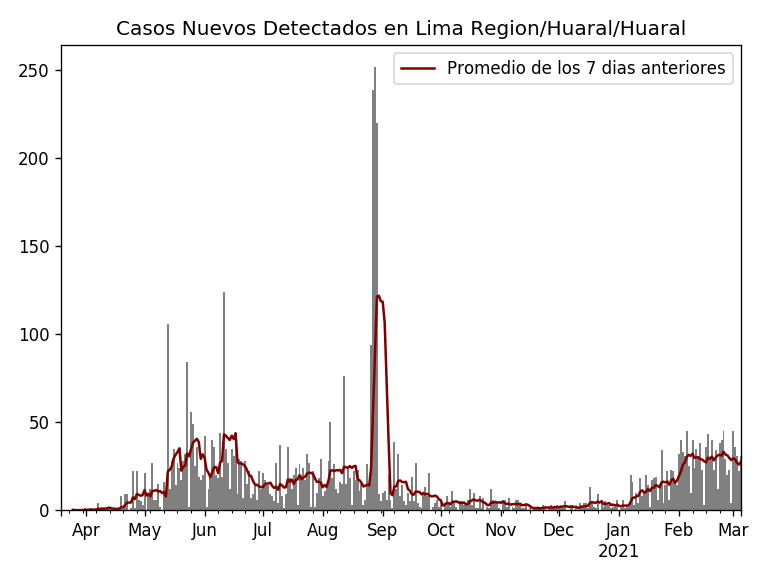 Casos Nuevos Detectados en Lima Region/Huaral/Huaral
Promedio de los 7 dias anteriores
250
200
150
100
50
0
Apr May Jun Jul Aug Sep Oct Nov Dec Jan Feb Mar
2021